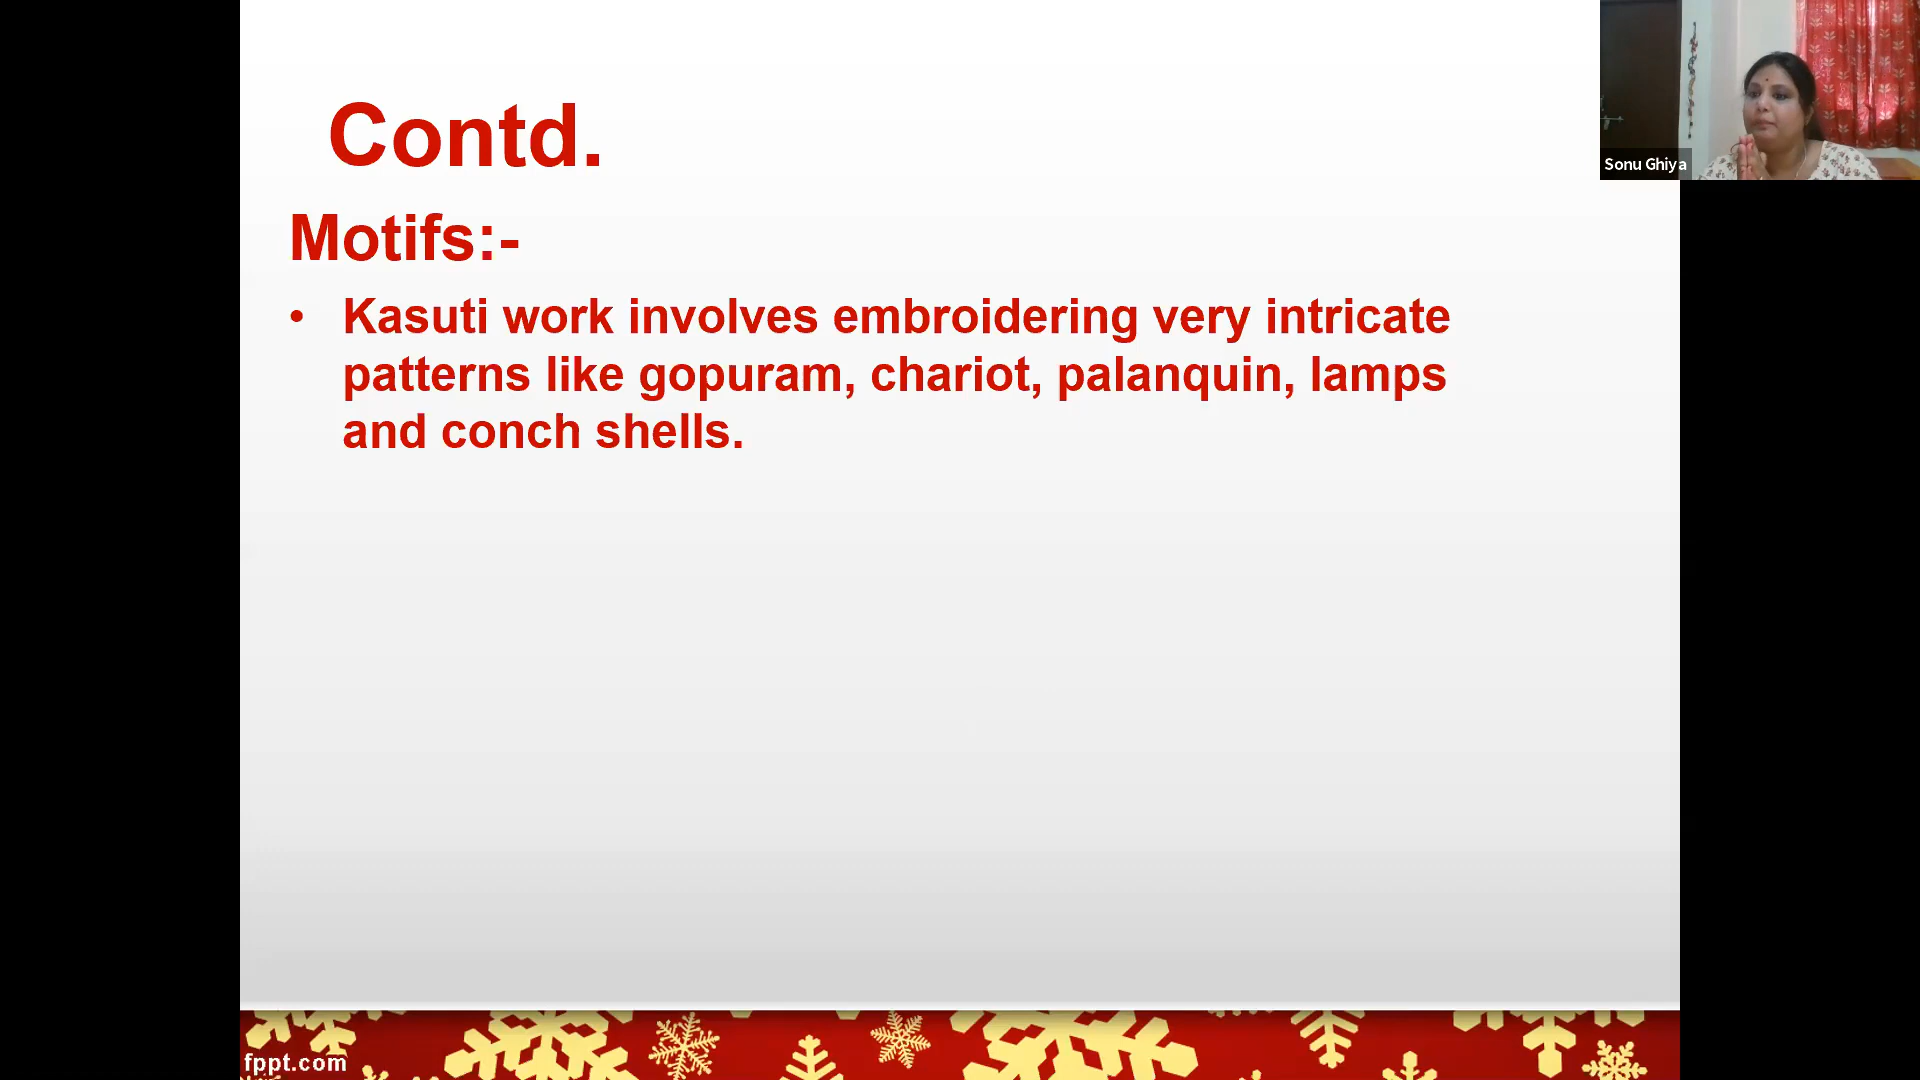 Contd.
Motifs:-
• Kasuti work involves embroidering very intricate
patterns like gopuram, chariot, palanquin, lamps
and conch shells.
Sonu Ghiya
fppt.com